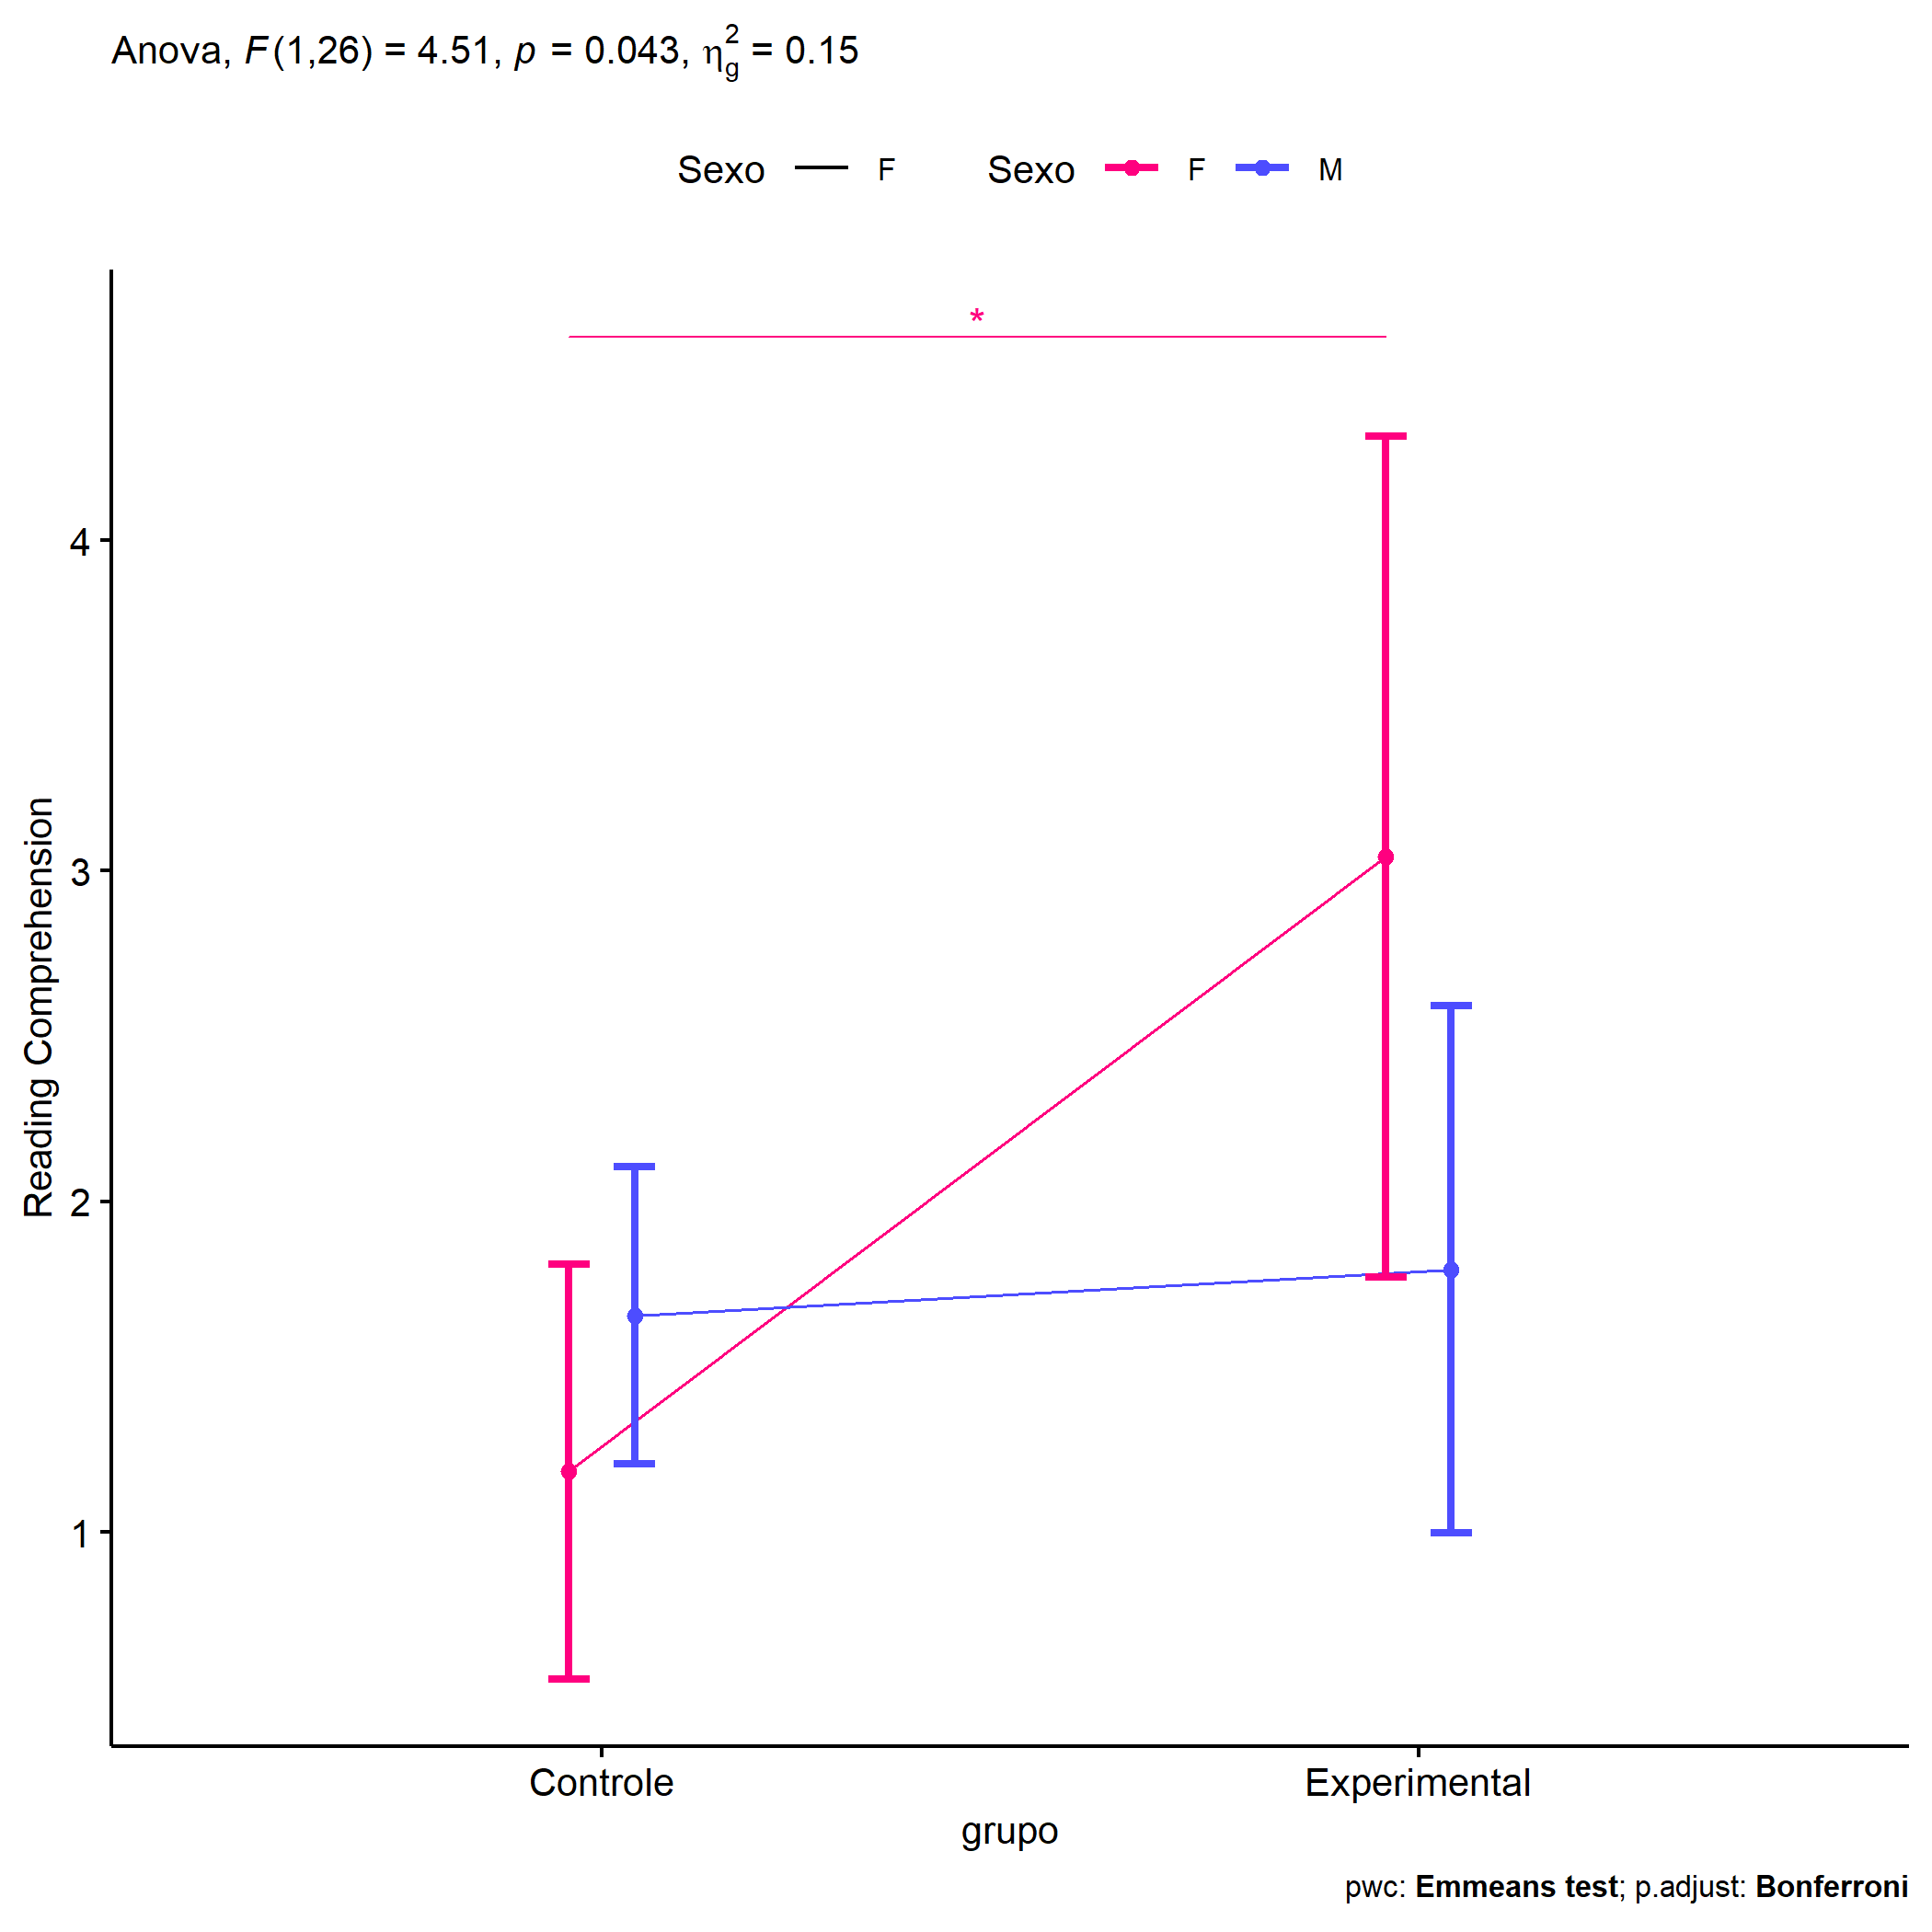 Anova, F(1,26) = 4.51, p = 0.043, η²g = 0.15
Sexo F Sexo F M
*
4
3
2
1
Reading Comprehension
Controle Experimental
grupo
pwc: Emmeans test; p.adjust: Bonferroni